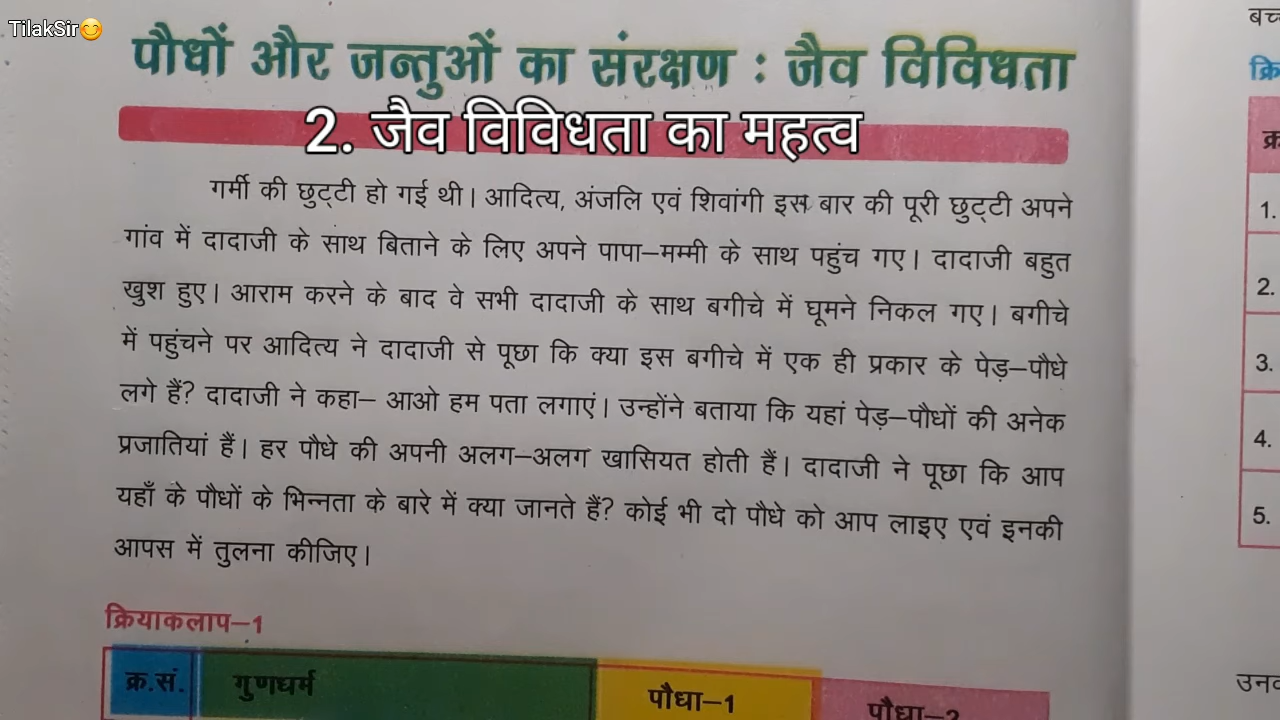 TilakSir😊
पौधों और जन्तुओं का संरक्षण : जैव विविधता
2. जैव विविधता का महत्व
गर्मी की छुट्टी हो गई थी। आदित्य, अंजलि एवं शिवांगी इस बार की पूरी छुट्टी अपने
गांव में दादाजी के साथ बिताने के लिए अपने पापा–मम्मी के साथ पहुंच गए। दादाजी बहुत
खुश हुए। आराम करने के बाद वे सभी दादाजी के साथ बगीचे में घूमने निकल गए। बगीचे
में पहुंचने पर आदित्य ने दादाजी से पूछा कि क्या इस बगीचे में एक ही प्रकार के पेड़–पौधे
लगे हैं? दादाजी ने कहा– आओ हम पता लगाएं। उन्होंने बताया कि यहां पेड़–पौधों की अनेक
प्रजातियां हैं। हर पौधे की अपनी अलग–अलग खासियत होती हैं। दादाजी ने पूछा कि आप
यहाँ के पौधों के भिन्नता के बारे में क्या जानते हैं? कोई भी दो पौधे को आप लाइए एवं इनकी
आपस में तुलना कीजिए।
क्रियाकलाप–1
क्र.सं. गुणधर्म पौधा–1 पौधा–2
1.
2.
3.
4.
5.